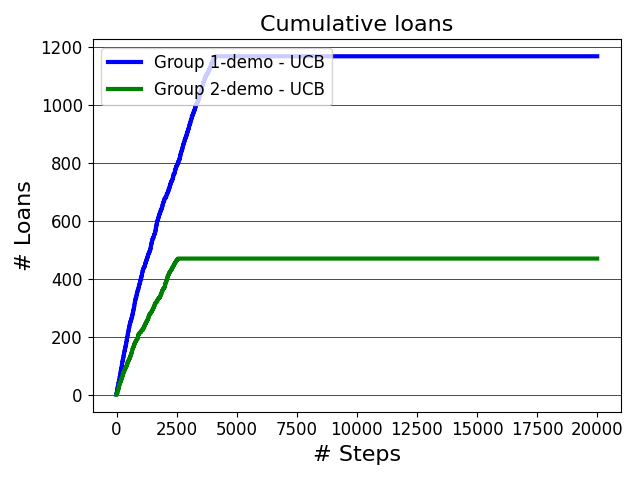 Cumulative loans
1200
1000
800
600
400
200
0
# Loans
Group 1-demo - UCB
Group 2-demo - UCB
0 2500 5000 7500 10000 12500 15000 17500 20000
# Steps